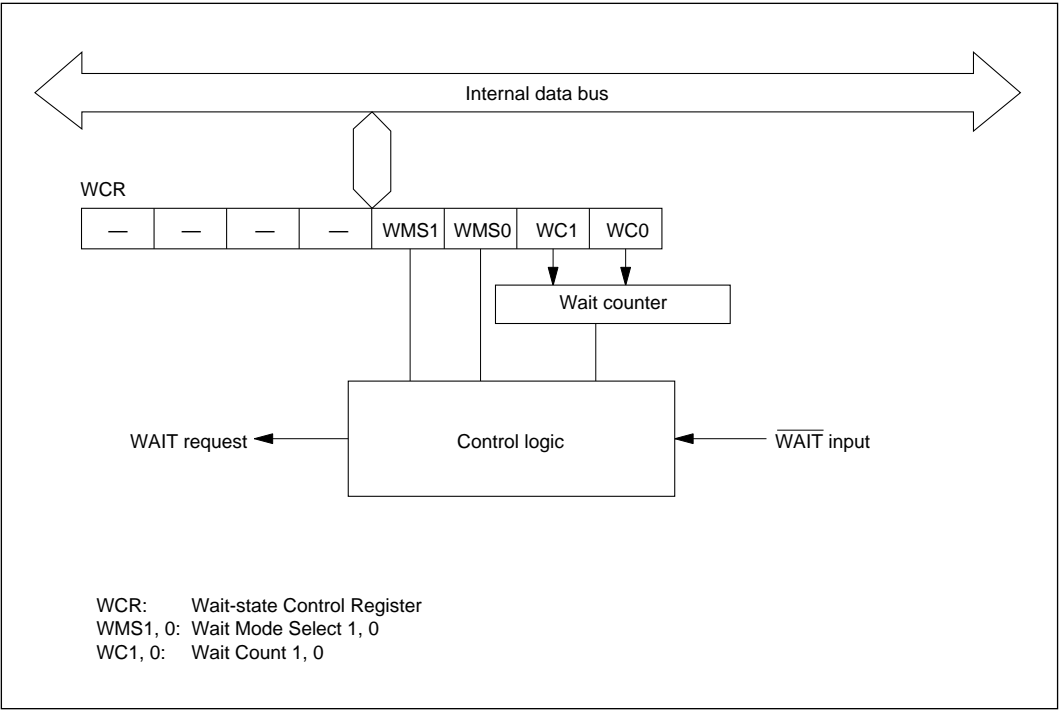 Internal data bus
WCR
— — — — WMS1 WMS0 WC1 WC0
Wait counter
WAIT request Control logic W̅A̅I̅T̅ input
WCR: Wait-state Control Register
WMS1, 0: Wait Mode Select 1, 0
WC1, 0: Wait Count 1, 0